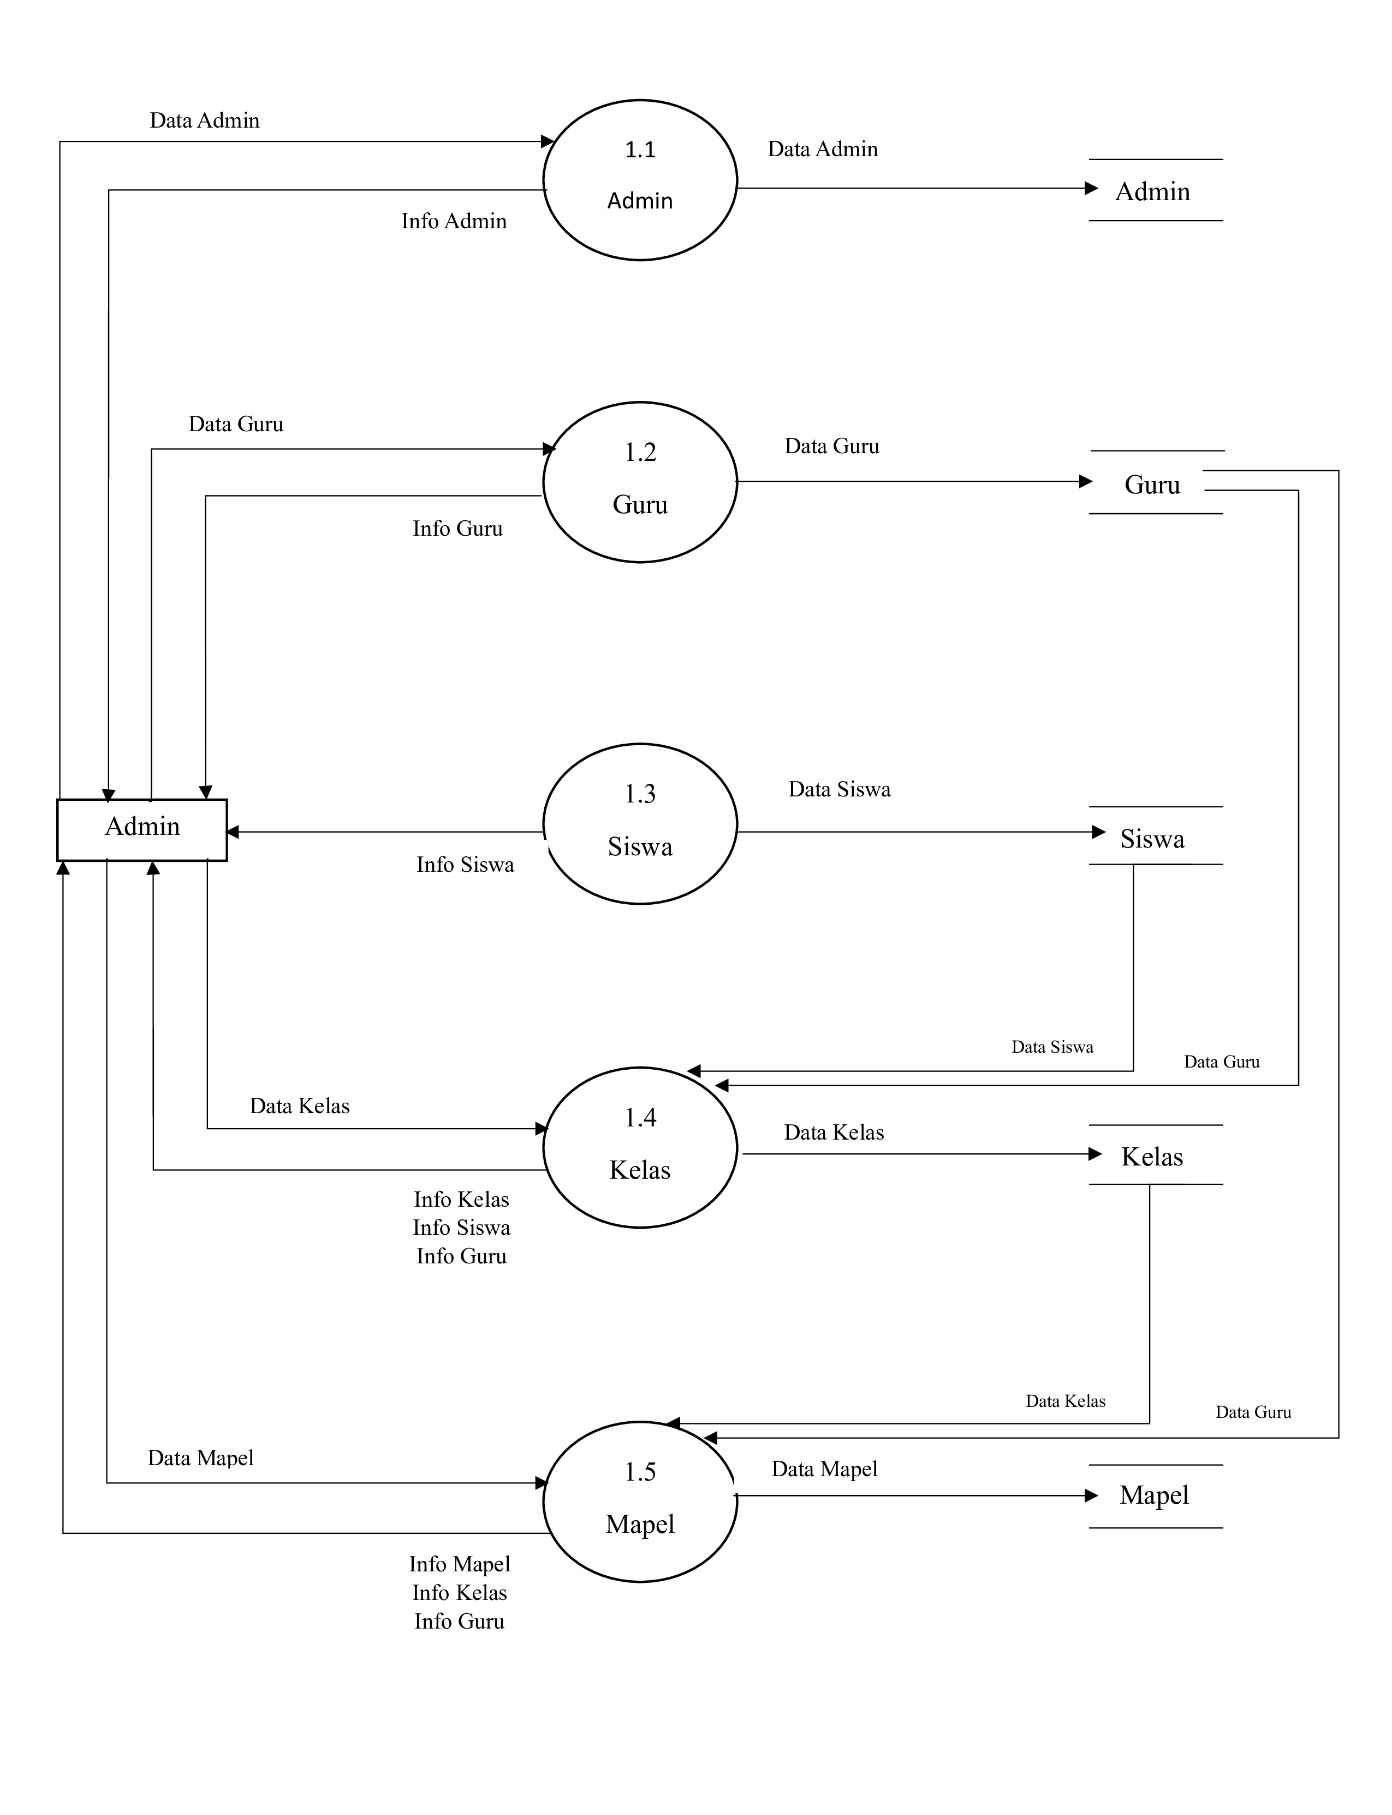 Data Admin
1.1
Admin
Data Admin
Admin
Info Admin
Data Guru
1.2
Guru
Data Guru
Guru
Info Guru
1.3
Siswa
Data Siswa
Siswa
Admin
Info Siswa
Data Siswa
Data Guru
Data Kelas
1.4
Kelas
Data Kelas
Kelas
Info Kelas
Info Siswa
Info Guru
Data Kelas
Data Guru
Data Mapel
1.5
Mapel
Data Mapel
Mapel
Info Mapel
Info Kelas
Info Guru